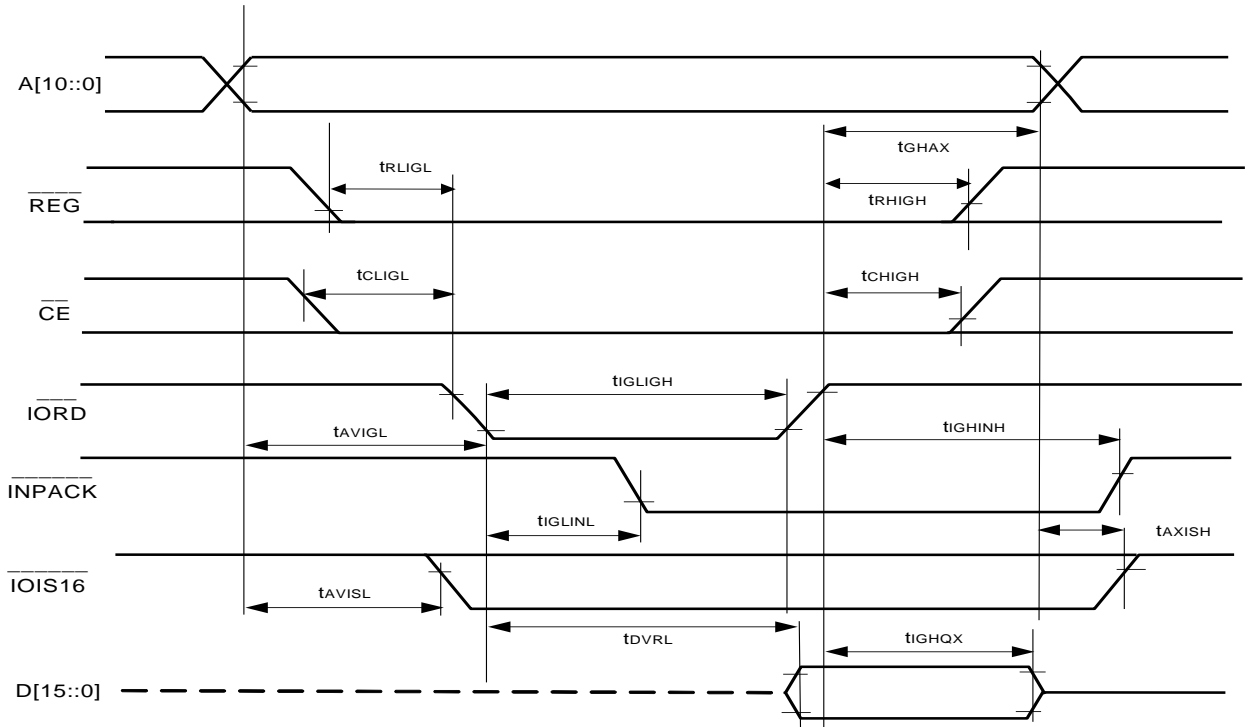 A[10::0]
tGHAX
tRLIGL
REG
tRHIGH
tCLIGL
tCHIGH
CE
tIGLIGH
IORD
tAVIGL
tIGHINH
INPACK
tIGLINL
tAXISH
IOIS16
tAVISL
tDVRL
tIGHQX
D[15::0]